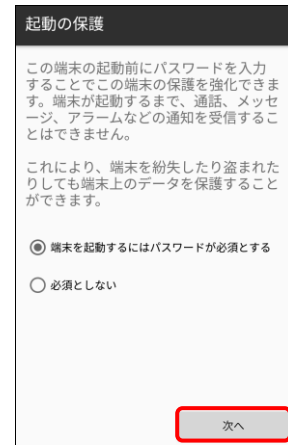 起動の保護
この端末の起動前にパスワードを入力
することでこの端末の保護を強化できま
す。端末が起動するまで、通話、メッセ
ージ、アラームなどの通知を受信するこ
とはできません。
これにより、端末を紛失したり盗まれた
りしても端末上のデータを保護すること
ができます。
端末を起動するにはパスワードが必須とする
必須としない
次へ